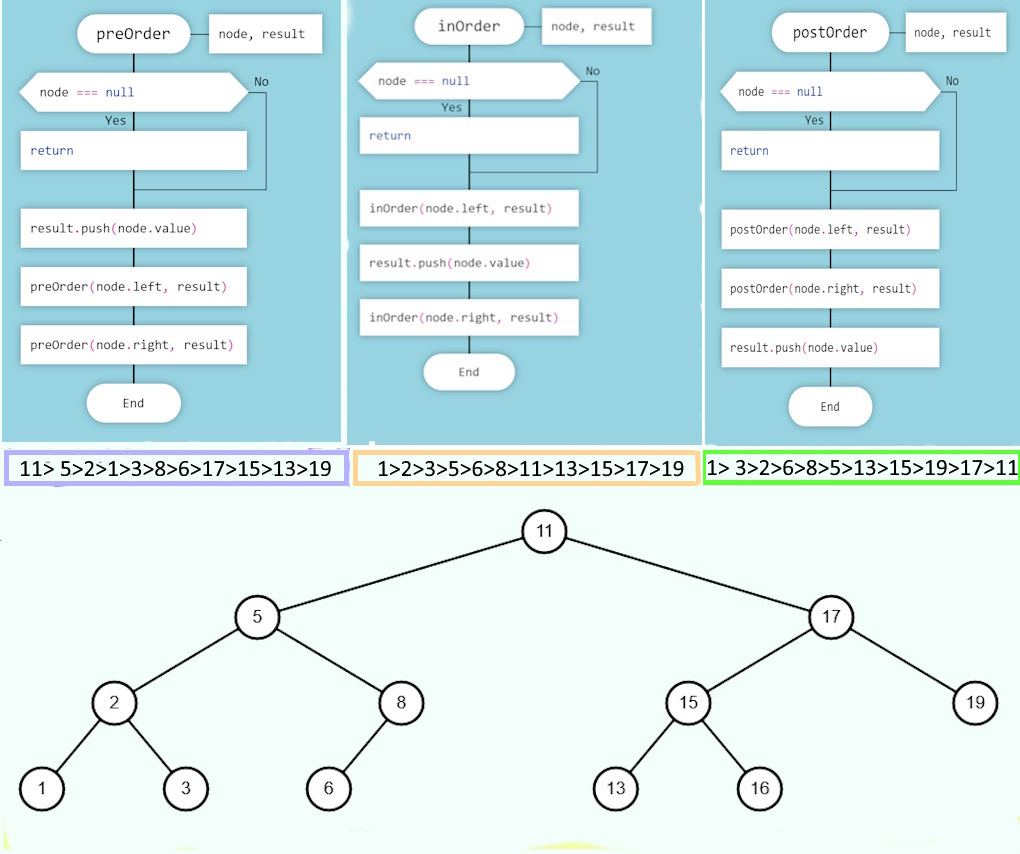 preOrder
node, result
node === null
No
Yes
return
result.push(node.value)
preOrder(node.left, result)
preOrder(node.right, result)
End
inOrder
node, result
node === null
No
Yes
return
inOrder(node.left, result)
result.push(node.value)
inOrder(node.right, result)
End
postOrder
node, result
node === null
No
Yes
return
postOrder(node.left, result)
postOrder(node.right, result)
result.push(node.value)
End
11> 5>2>1>3>8>6>17>15>13>19
1>2>3>5>6>8>11>13>15>17>19
1> 3>2>6>8>5>13>15>19>17>11
11
5
17
2
8
15
19
1
3
6
13
16